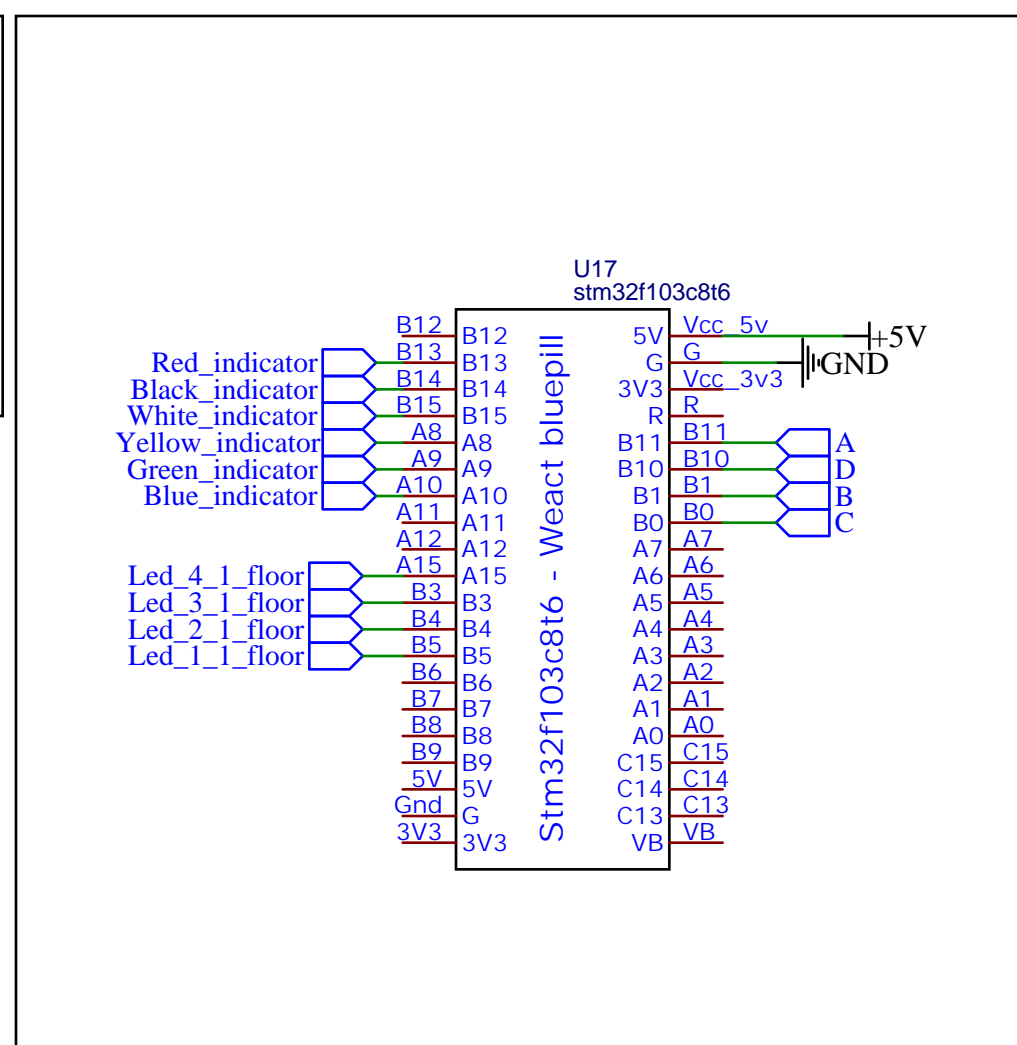 U17
stm32f103c8t6
B12 B12 5V Vcc_5v +5V
Red_indicator B13 B13 G G GND
Black_indicator B14 B14 3V3 Vcc_3v3
White_indicator B15 B15 R R
Yellow_indicator A8 A8 B11 B11 A
Green_indicator A9 A9 B10 B10 D
Blue_indicator A10 A10 B1 B1 B
A11 A11 B0 B0 C
A12 A12 A7 A7
Led_4_1_floor A15 A15 A6 A6
Led_3_1_floor B3 B3 A5 A5
Led_2_1_floor B4 B4 A4 A4
Led_1_1_floor B5 B5 A3 A3
B6 B6 A2 A2
B7 B7 A1 A1
B8 B8 A0 A0
B9 B9 C15 C15
5V 5V C14 C14
Gnd G C13 C13
3V3 3V3 VB VB
Stm32f103c8t6 - Weact bluepill